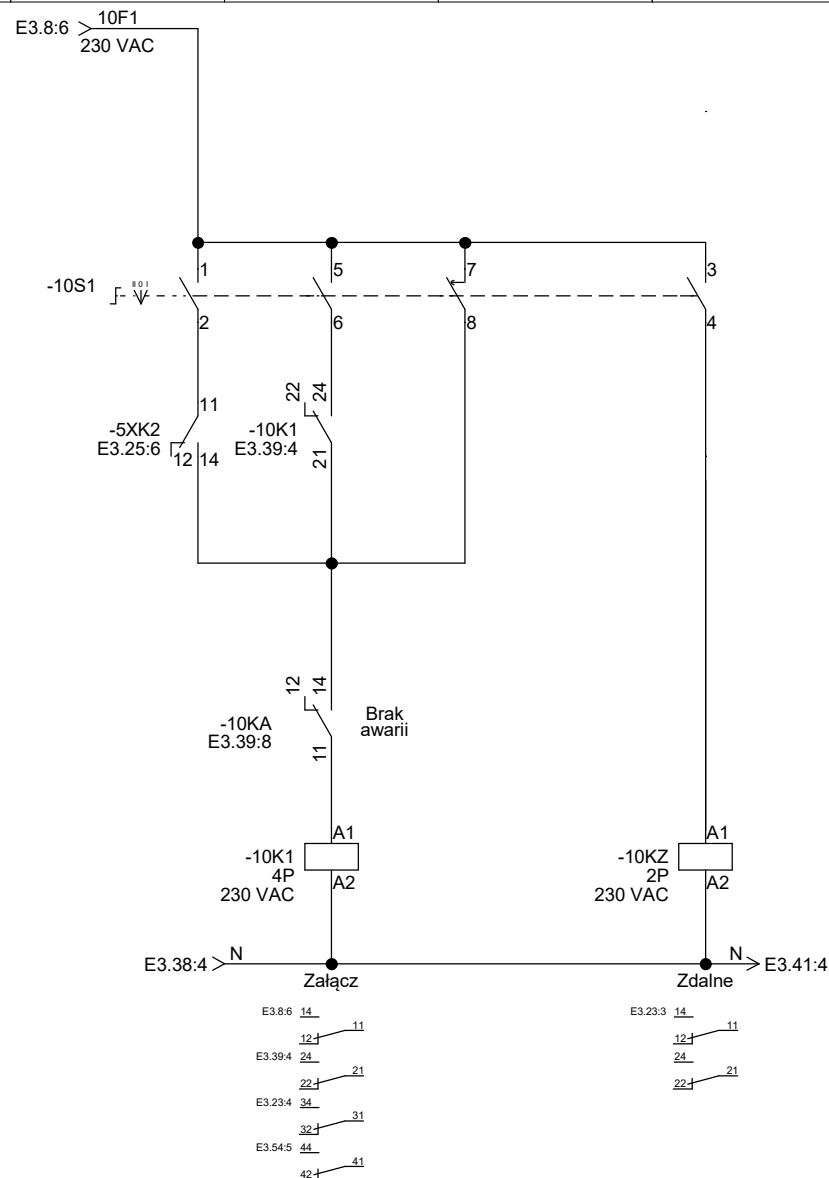 E3.8:6 10F1
230 VAC
1 5 7 3
-10S1 II 0 I
2 6 8 4
11 22 24
-5XK2 -10K1
E3.25:6 E3.39:4
12 14 21
12 14
-10KA Brak
E3.39:8 awarii
11
A1 A1
-10K1 -10KZ
4P A2 2P A2
230 VAC 230 VAC
E3.38:4 N N E3.41:4
Załącz Zdalne
E3.8:6 14 E3.23:3 14
12 11 12 11
E3.39:4 24 24
22 21 22 21
E3.23:4 34
32 31
E3.54:5 44
42 41